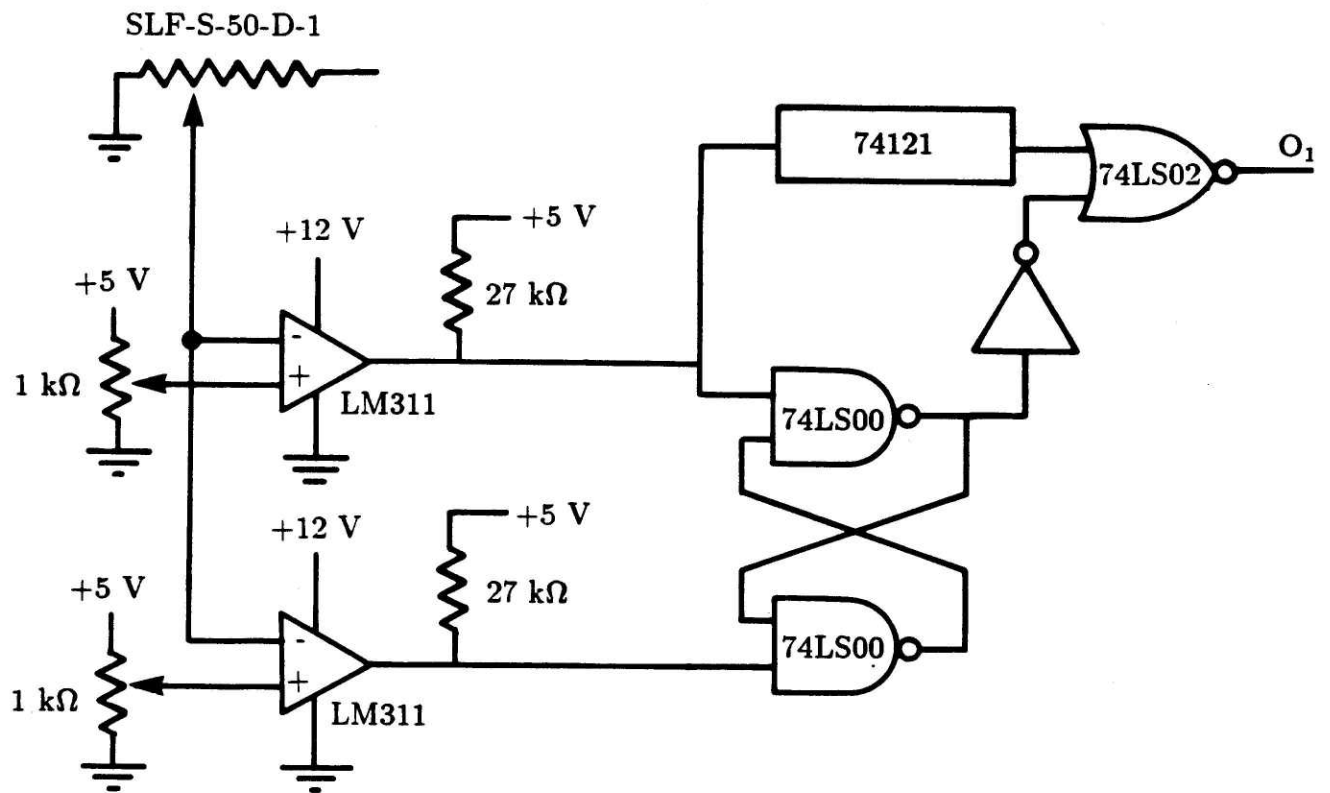 SLF-S-50-D-1
74121
74LS02
O1
+12 V
+5 V
27 kΩ
+5 V
-
+
1 kΩ
LM311
74LS00
+12 V
+5 V
27 kΩ
+5 V
-
+
1 kΩ
LM311
74LS00